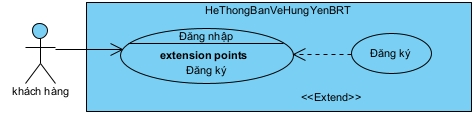 HeThongBanVeHungYenBRT
Đăng nhập
extension points
Đăng ký
Đăng ký
khách hàng
<<Extend>>